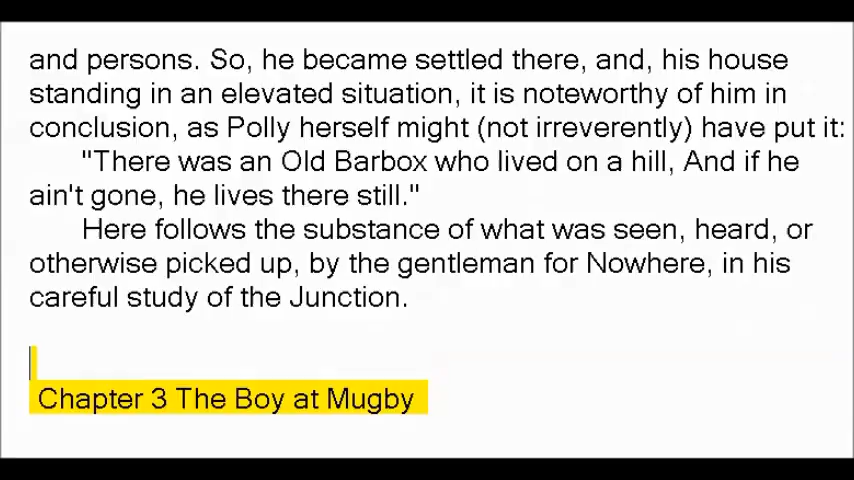 and persons. So, he became settled there, and, his house
standing in an elevated situation, it is noteworthy of him in
conclusion, as Polly herself might (not irreverently) have put it:
"There was an Old Barbox who lived on a hill, And if he
ain't gone, he lives there still."
Here follows the substance of what was seen, heard, or
otherwise picked up, by the gentleman for Nowhere, in his
careful study of the Junction.
Chapter 3 The Boy at Mugby